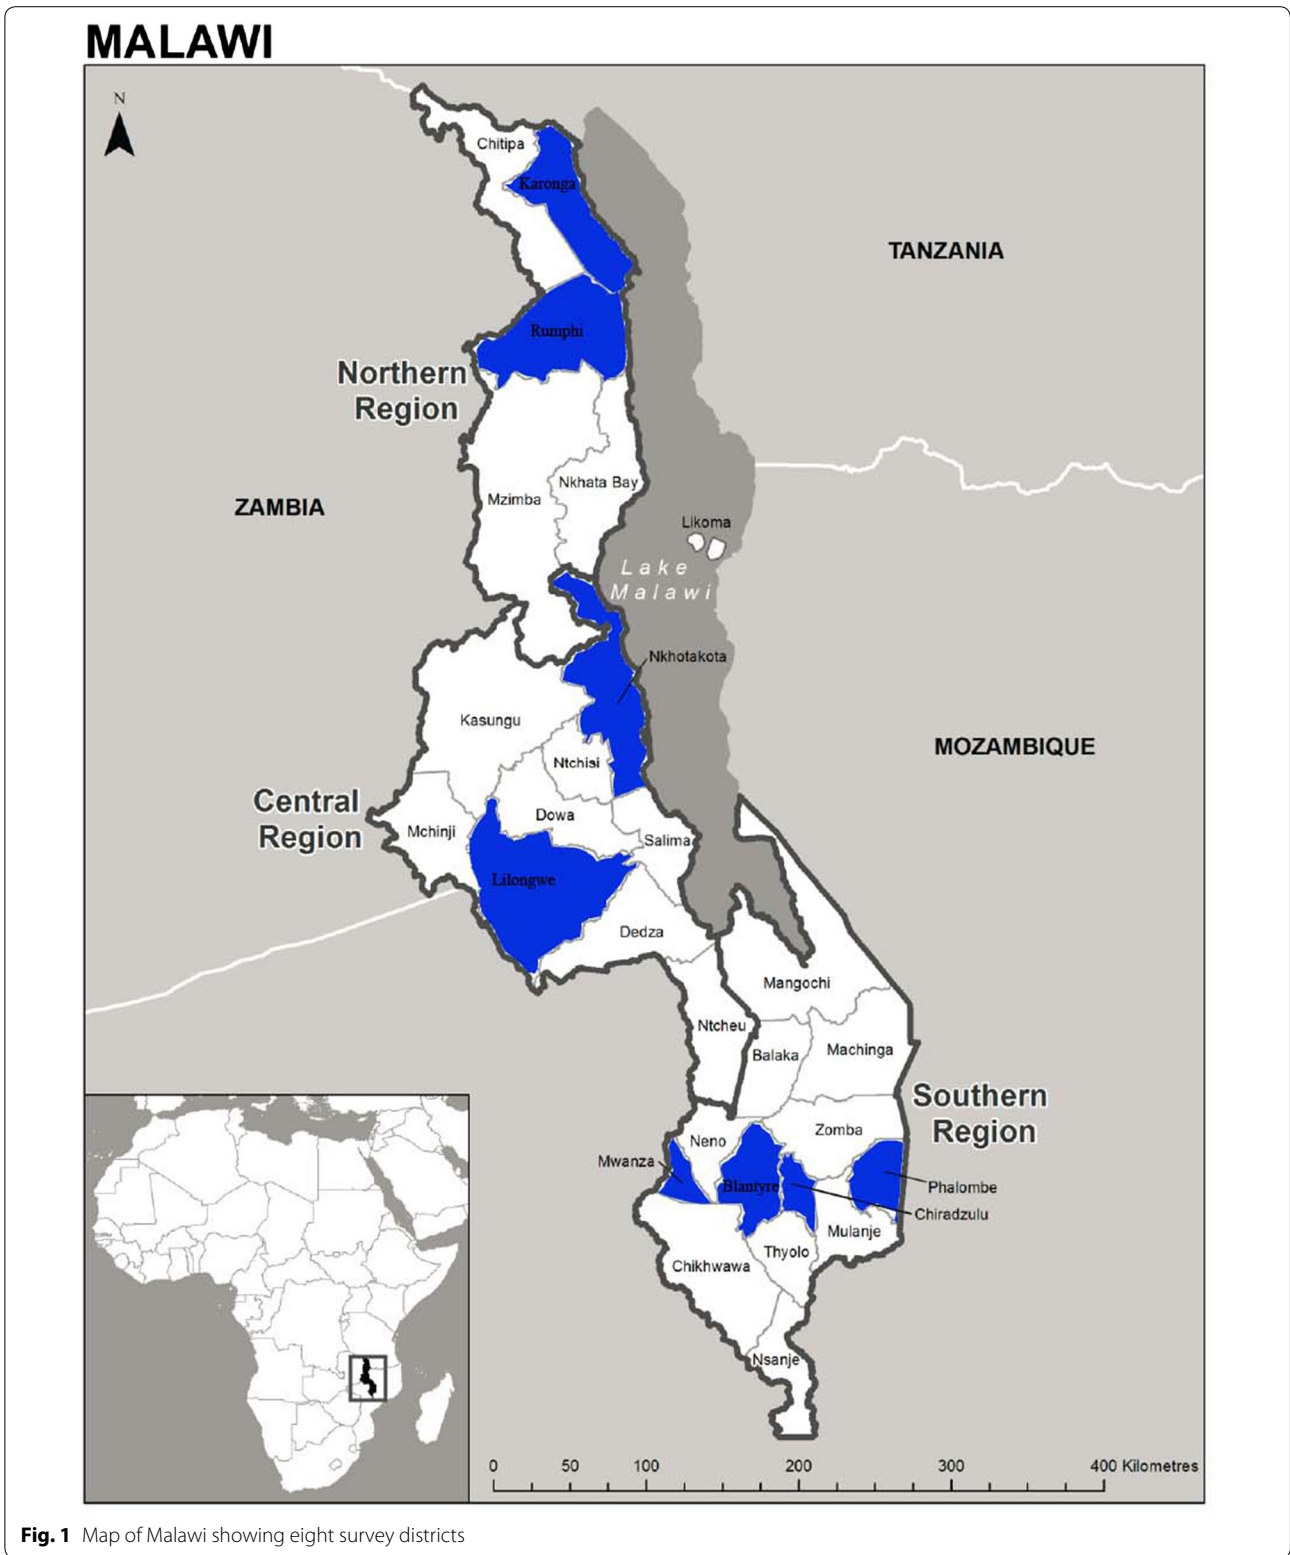 MALAWI
N
Chitipa
Karonga
TANZANIA
Rumphi
Northern
Region
Nkhata Bay
Mzimba
ZAMBIA
Likoma
Lake
Malawi
Nkhotakota
Kasungu
MOZAMBIQUE
Ntchisi
Central
Region
Dowa
Mchinji
Salima
Lilongwe
Dedza
Mangochi
Ntcheu
Balaka
Machinga
Southern
Region
Zomba
Neno
Mwanza
Blantyre
Phalombe
Chiradzulu
Mulanje
Thyolo
Chikhwawa
Nsanje
0 50 100 200 300 400 Kilometres
Fig. 1 Map of Malawi showing eight survey districts